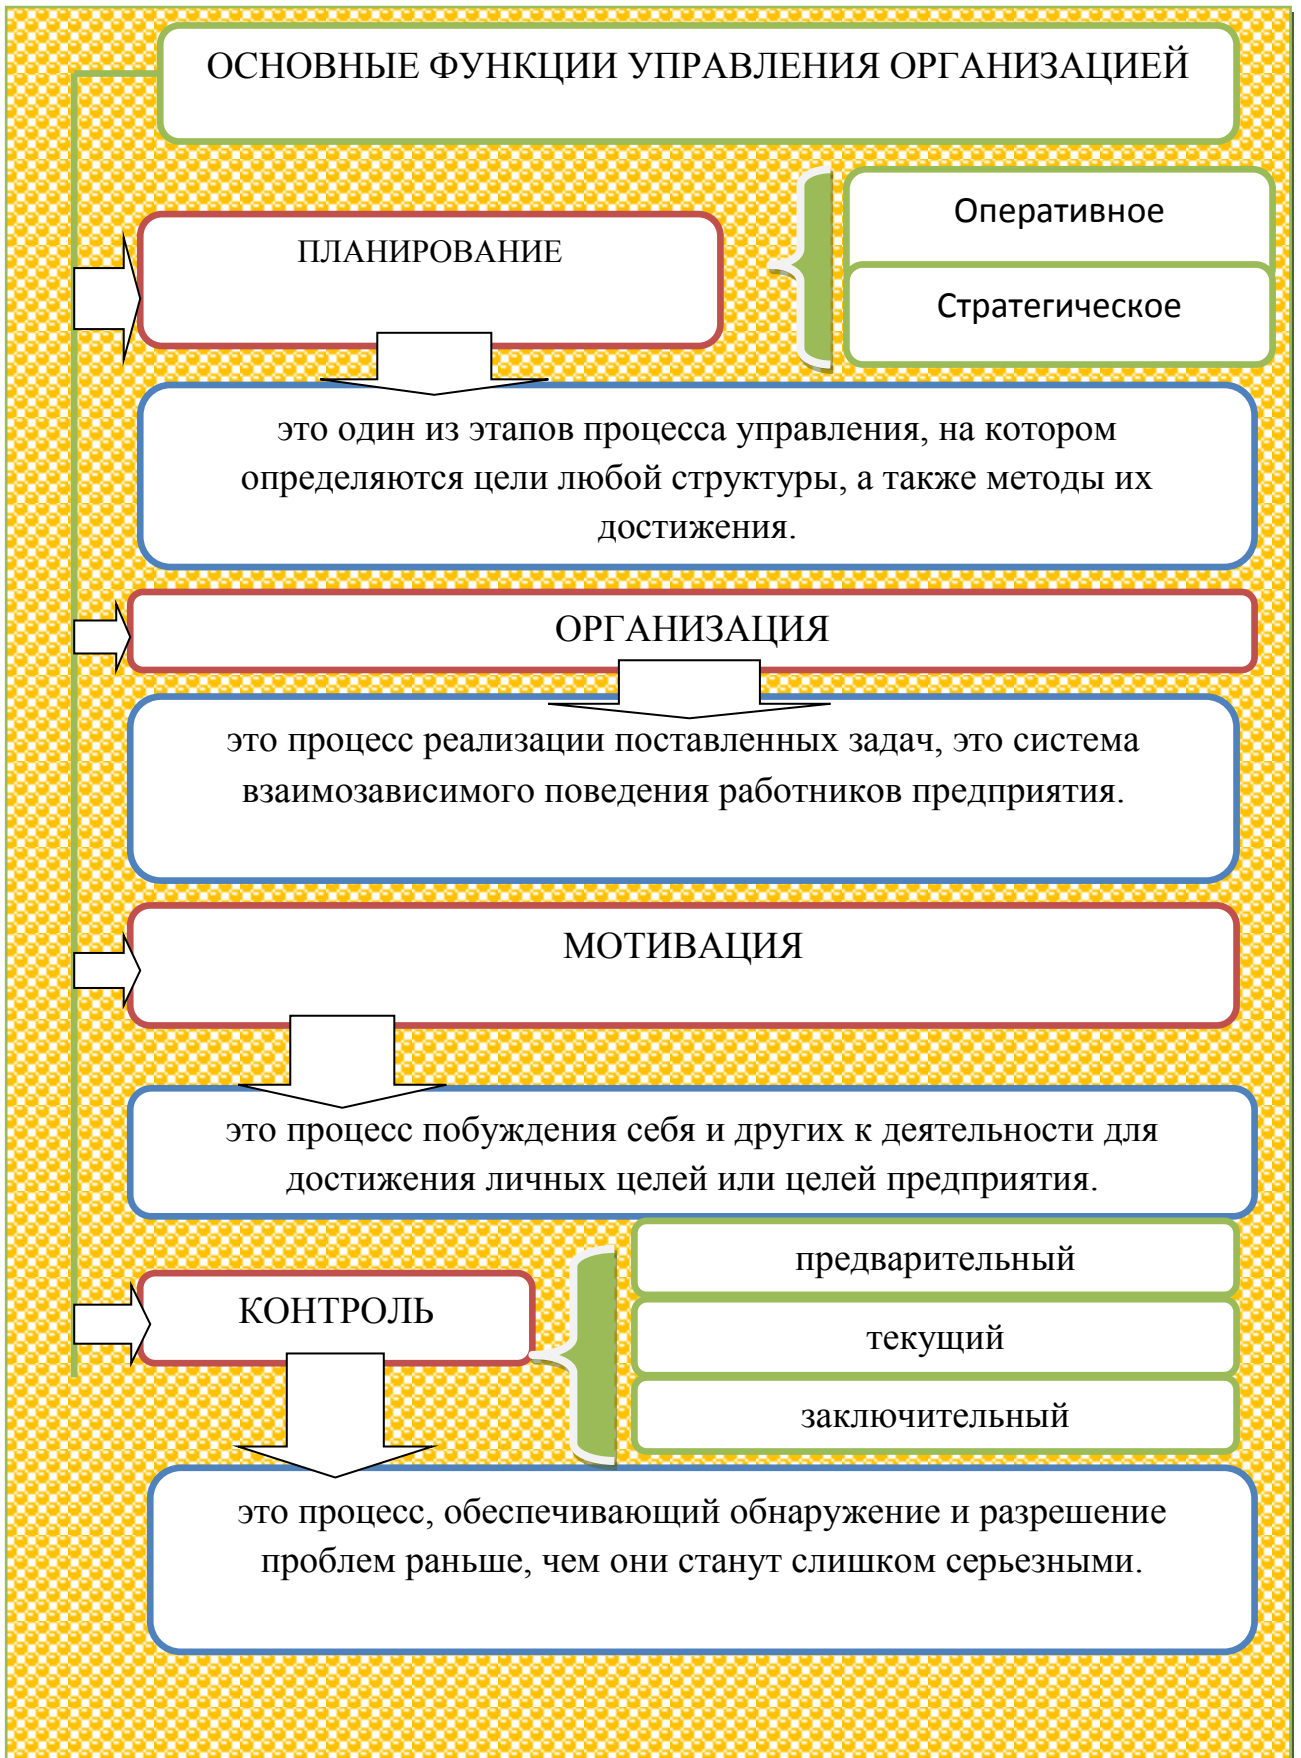 ОСНОВНЫЕ ФУНКЦИИ УПРАВЛЕНИЯ ОРГАНИЗАЦИЕЙ
ПЛАНИРОВАНИЕ
Оперативное
Стратегическое
это один из этапов процесса управления, на котором
определяются цели любой структуры, а также методы их
достижения.
ОРГАНИЗАЦИЯ
это процесс реализации поставленных задач, это система
взаимозависимого поведения работников предприятия.
МОТИВАЦИЯ
это процесс побуждения себя и других к деятельности для
достижения личных целей или целей предприятия.
КОНТРОЛЬ
предварительный
текущий
заключительный
это процесс, обеспечивающий обнаружение и разрешение
проблем раньше, чем они станут слишком серьезными.